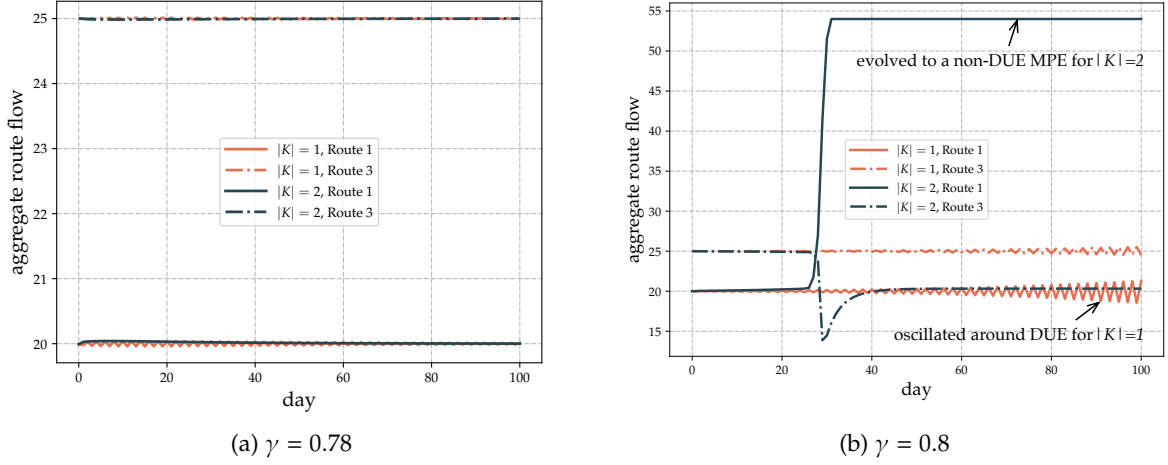 25
24
23
22
21
20
0
20
40
60
80
100
aggregate route flow
day
|K| = 1, Route 1
|K| = 1, Route 3
|K| = 2, Route 1
|K| = 2, Route 3
(a) γ = 0.78
55
50
45
40
35
30
25
20
15
0
20
40
60
80
100
aggregate route flow
day
evolved to a non-DUE MPE for |K|=2
|K| = 1, Route 1
|K| = 1, Route 3
|K| = 2, Route 1
|K| = 2, Route 3
oscillated around DUE for |K|=1
(b) γ = 0.8